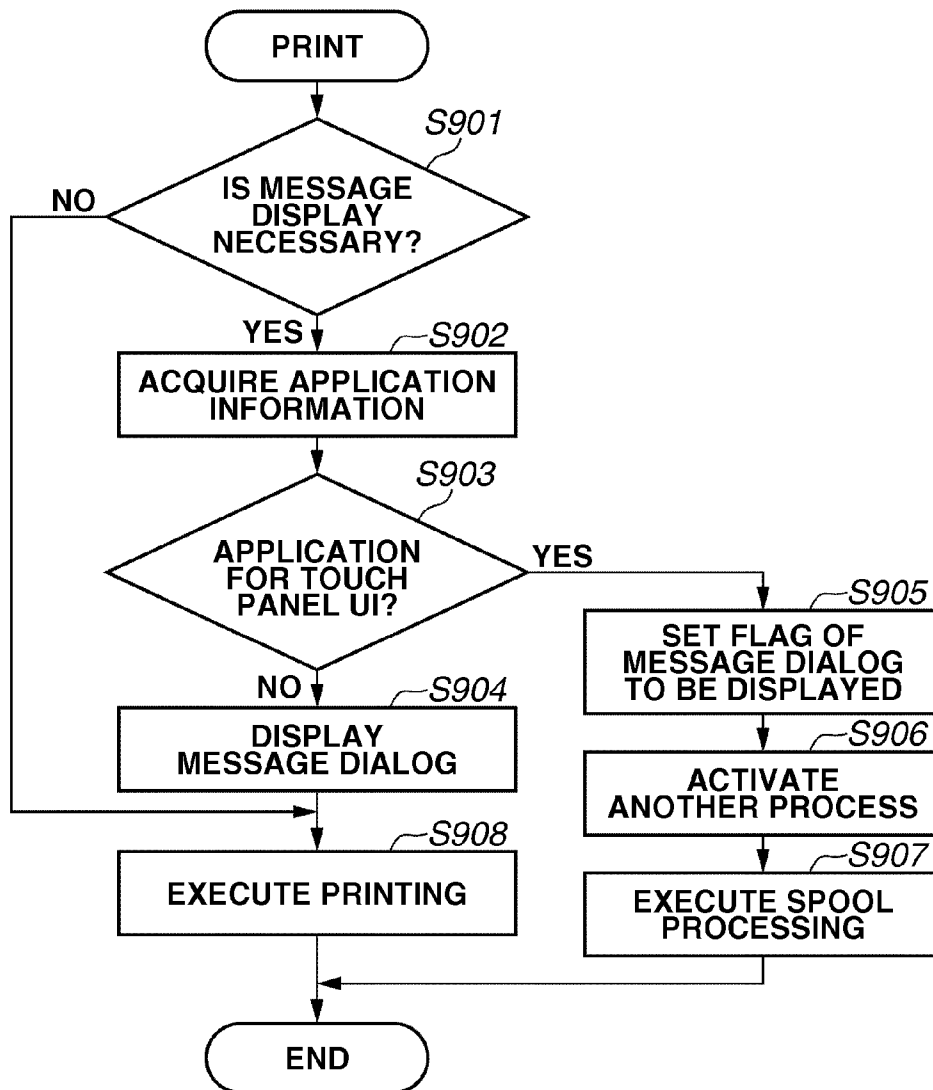 PRINT
S901
IS MESSAGE
DISPLAY
NECESSARY?
NO
YES
S902
ACQUIRE APPLICATION
INFORMATION
S903
APPLICATION
FOR TOUCH
PANEL UI?
YES
NO
S904
DISPLAY
MESSAGE DIALOG
S905
SET FLAG OF
MESSAGE DIALOG
TO BE DISPLAYED
S906
ACTIVATE
ANOTHER PROCESS
S907
EXECUTE SPOOL
PROCESSING
S908
EXECUTE PRINTING
END